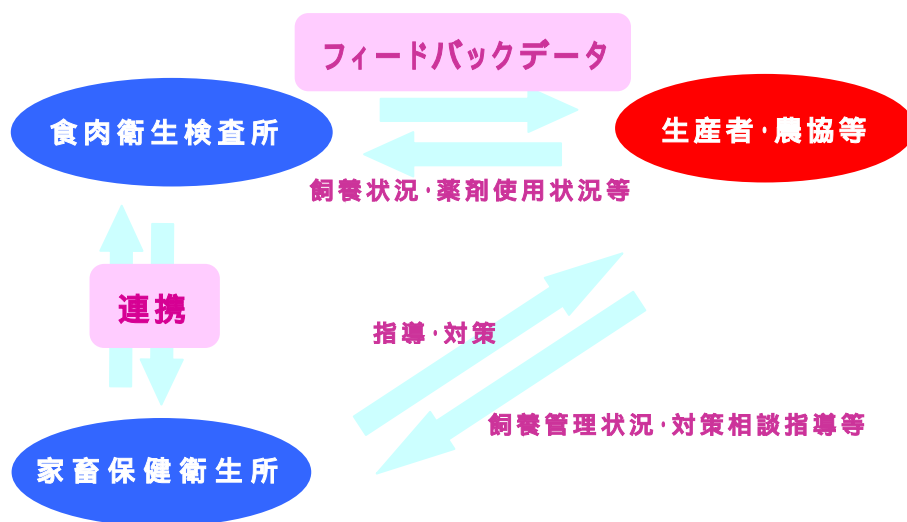 フィードバックデータ
食肉衛生検査所
生産者・農協等
飼養状況・薬剤使用状況等
連携
指導・対策
飼養管理状況・対策相談指導等
家畜保健衛生所